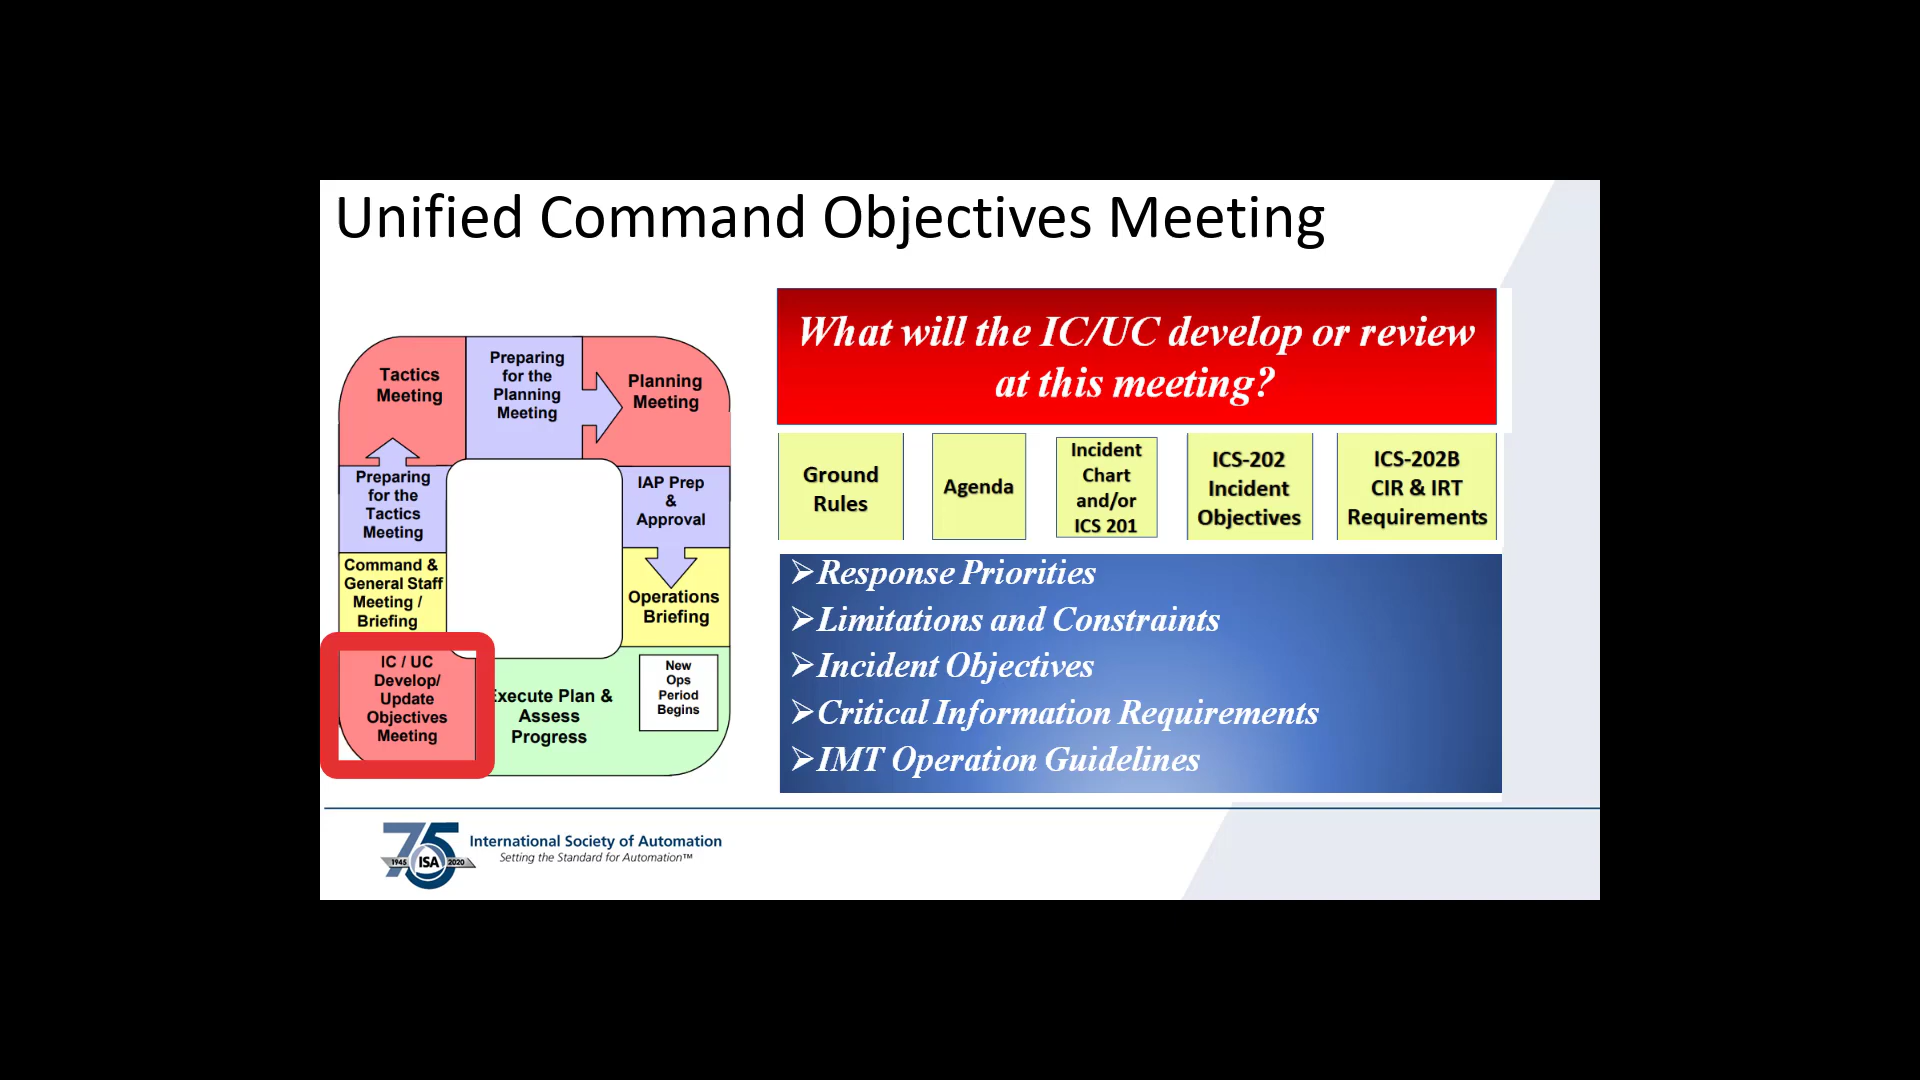 Unified Command Objectives Meeting
What will the IC/UC develop or review
at this meeting?
Tactics
Meeting
Preparing
for the
Planning
Meeting
Planning
Meeting
Preparing
for the
Tactics
Meeting
IAP Prep
&
Approval
Command &
General Staff
Meeting /
Briefing
Operations
Briefing
IC / UC
Develop/
Update
Objectives
Meeting
Execute Plan &
Assess
Progress
New
Ops
Period
Begins
Ground
Rules
Agenda
Incident
Chart
and/or
ICS 201
ICS-202
Incident
Objectives
ICS-202B
CIR & IRT
Requirements
➢Response Priorities
➢Limitations and Constraints
➢Incident Objectives
➢Critical Information Requirements
➢IMT Operation Guidelines
75
1945 ISA 2020
International Society of Automation
Setting the Standard for Automation™